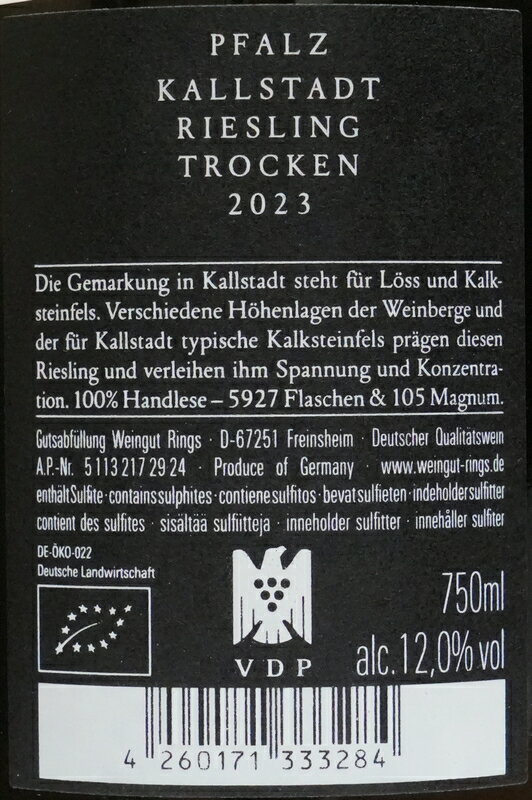 PFALZ
KALLSTADT
RIESLING
TROCKEN
2023
Die Gemarkung in Kallstadt steht für Löss und Kalk-
steinfels. Verschiedene Höhenlagen der Weinberge und
der für Kallstadt typische Kalksteinfels prägen diesen
Riesling und verleihen ihm Spannung und Konzentra-
tion. 100% Handlese – 5927 Flaschen & 105 Magnum.
Gutsabfüllung Weingut Rings · D-67251 Freinsheim · Deutscher Qualitätswein
A.P.-Nr. 5 113 217 29 24 · Produce of Germany · www.weingut-rings.de
enthält Sulfite · contains sulphites · contiene sulfitos · bevat sulfieten · indeholder sulfitter
contient des sulfites · sisältää sulfiitteja · inneholder sulfitter · innehåller sulfiter
DE-ÖKO-022
Deutsche Landwirtschaft
750ml
VDP
alc. 12,0% vol
4 260171 333284